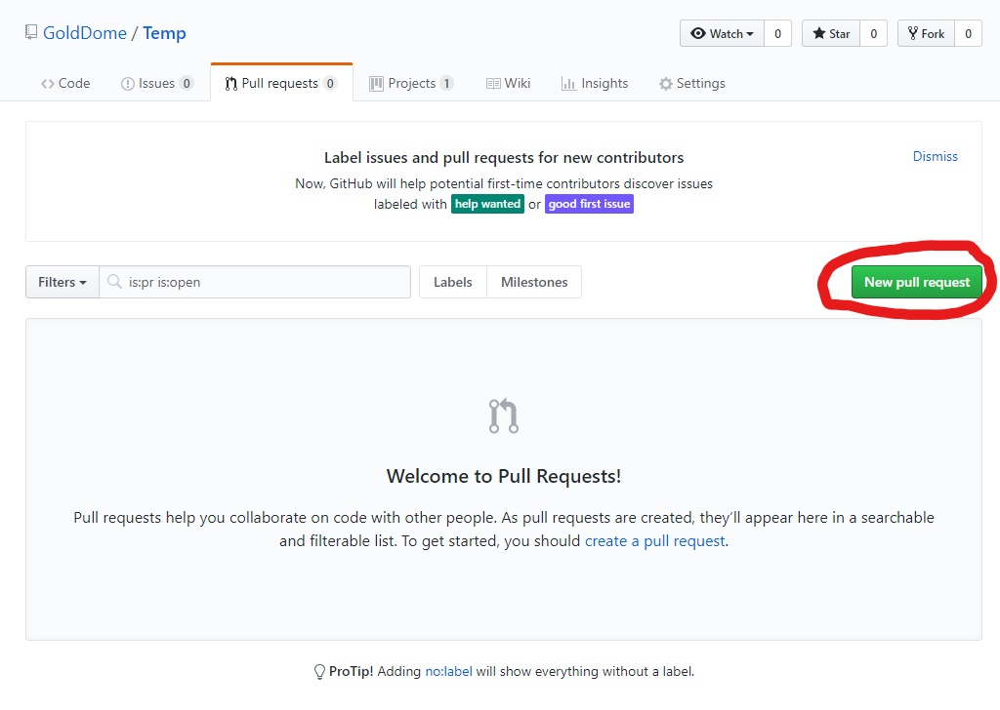 GoldDome / Temp
Watch 0 Star 0 Fork 0
Code Issues 0 Pull requests 0 Projects 1 Wiki Insights Settings
Label issues and pull requests for new contributors
Dismiss
Now, GitHub will help potential first-time contributors discover issues
labeled with help wanted or good first issue
Filters is:pr is:open Labels Milestones New pull request
Welcome to Pull Requests!
Pull requests help you collaborate on code with other people. As pull requests are created, they’ll appear here in a searchable
and filterable list. To get started, you should create a pull request.
ProTip! Adding no:label will show everything without a label.